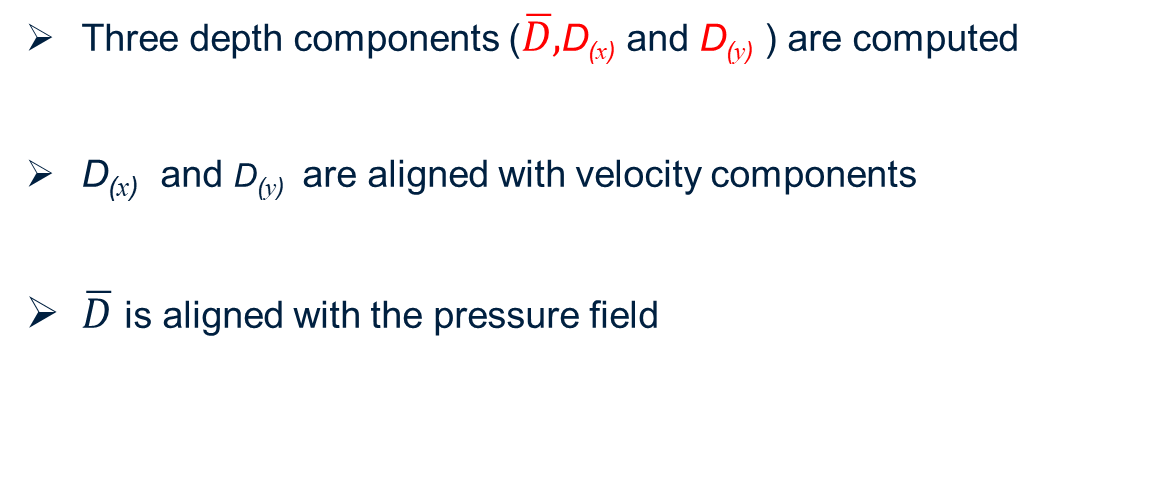 ➢ Three depth components (D̅,D(x) and D(y) ) are computed
➢ D(x) and D(y) are aligned with velocity components
➢ D̅ is aligned with the pressure field